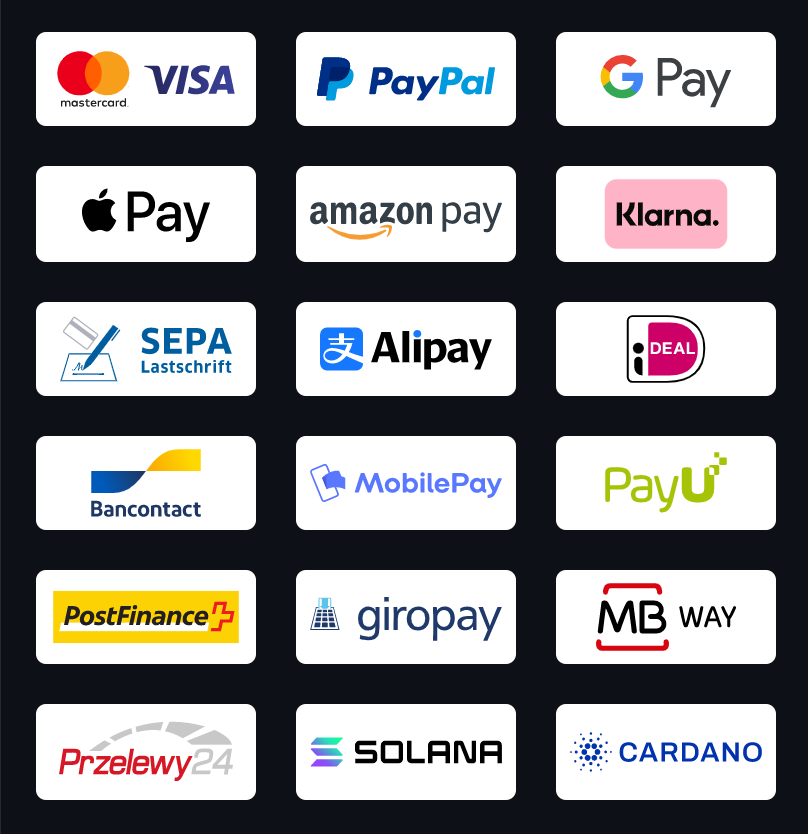 mastercard.
VISA
PayPal
G Pay
Pay
amazon pay
Klarna.
SEPA
Lastschrift
支 Alipay
iDEAL
Bancontact
MobilePay
PayU
PostFinance
giropay
MB WAY
Przelewy24
SOLANA
CARDANO